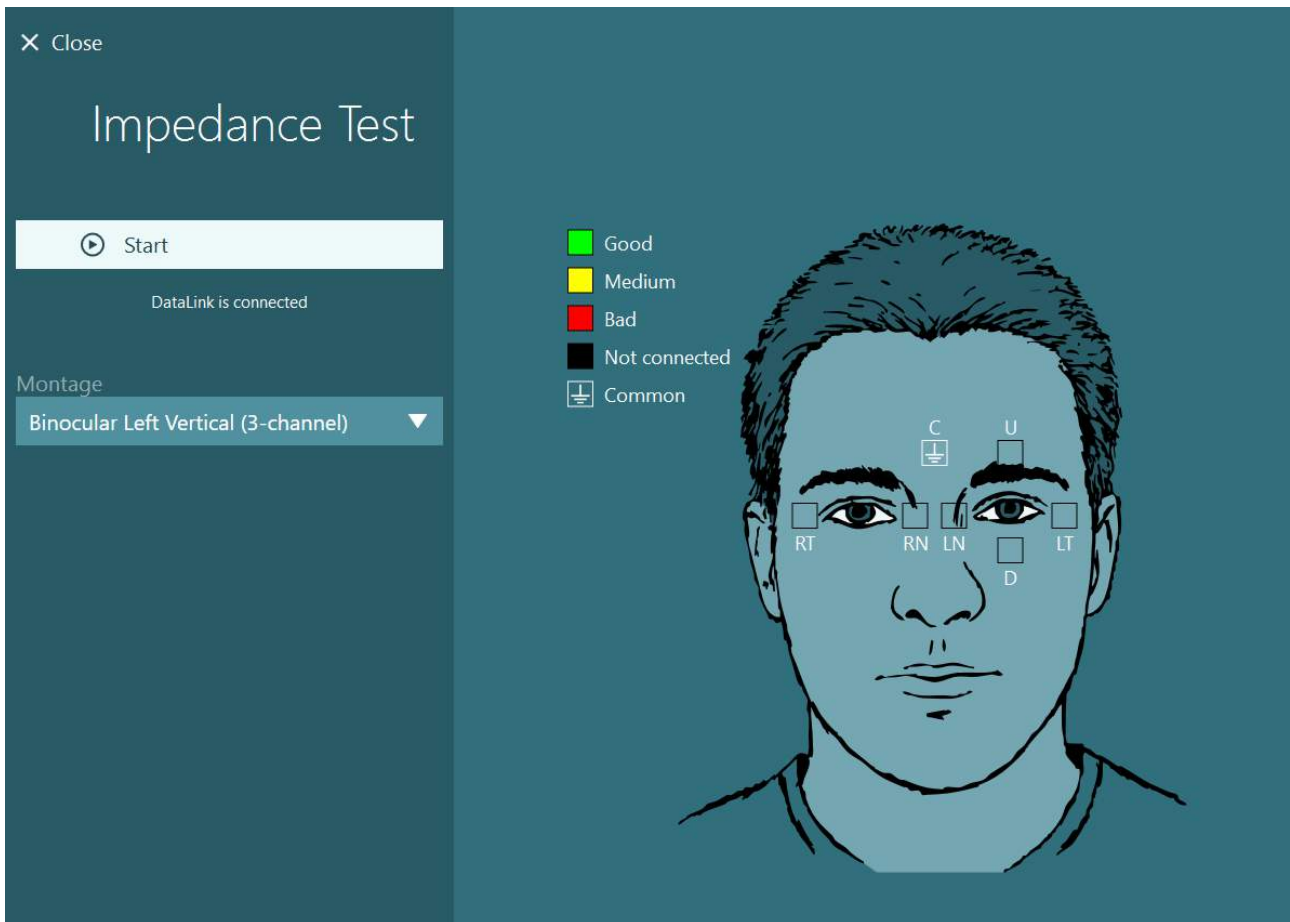 Close
Impedance Test
Start
DataLink is connected
Montage
Binocular Left Vertical (3-channel)
Good
Medium
Bad
Not connected
Common
C U
RT RN LN LT
D